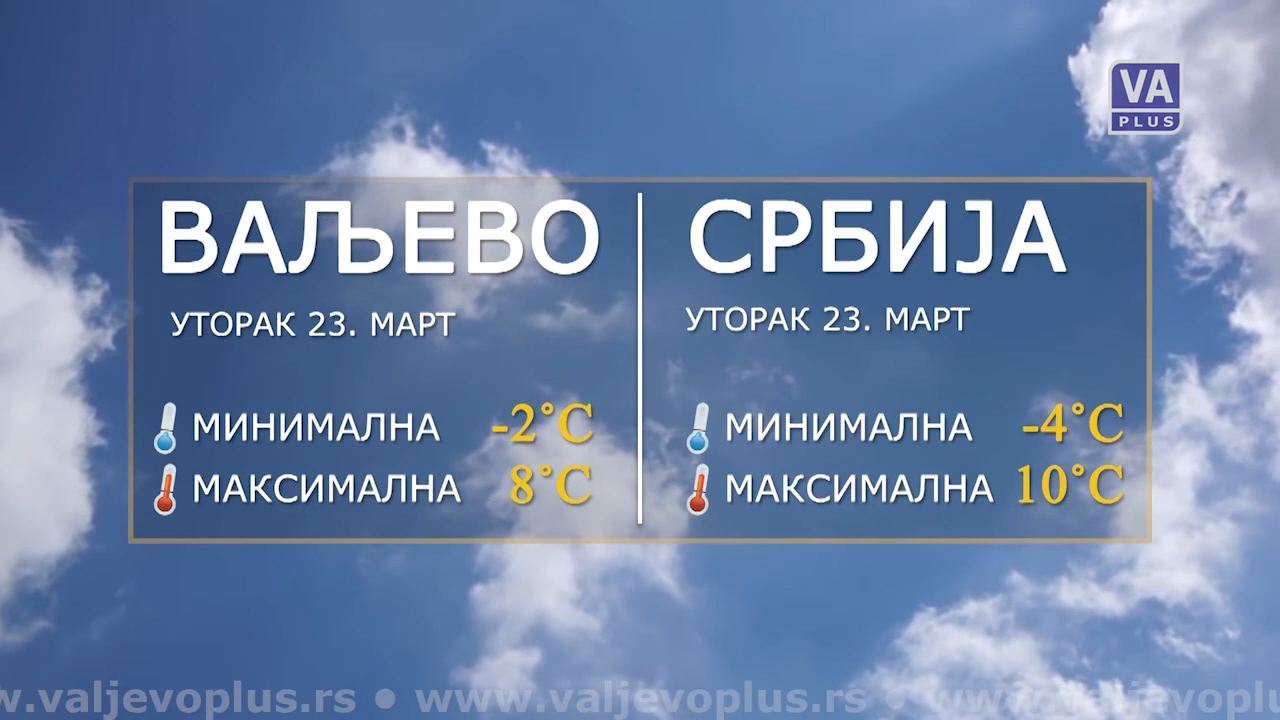 VA
PLUS
ВАЉЕВО
УТОРАК 23. МАРТ
МИНИМАЛНА -2°C
МАКСИМАЛНА 8°C
СРБИЈА
УТОРАК 23. МАРТ
МИНИМАЛНА -4°C
МАКСИМАЛНА 10°C
w.valjevoplus.rs • www.valjevoplus.rs • www.valjevoplu